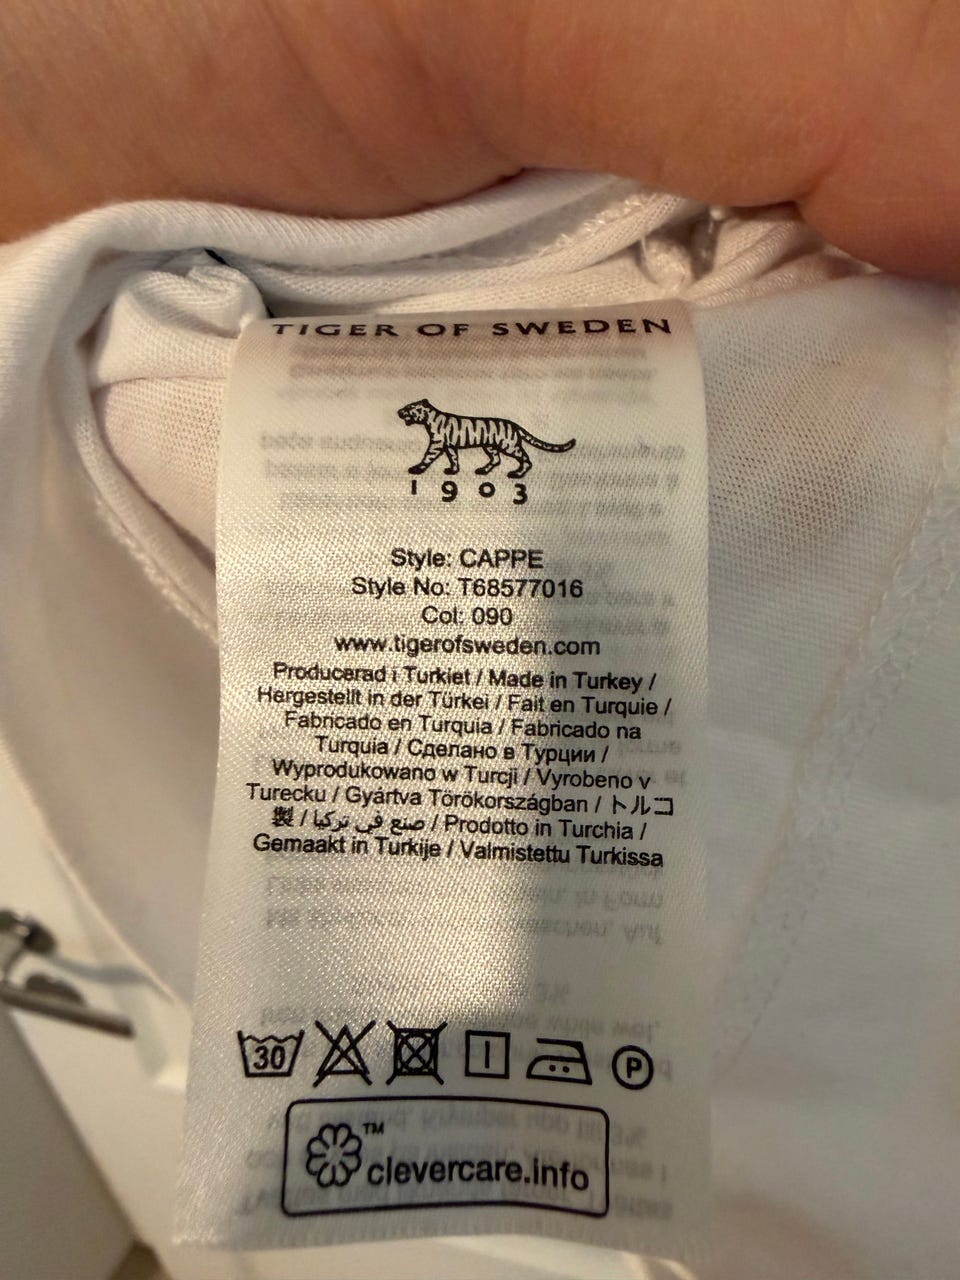 TIGER OF SWEDEN
1903
Style: CAPPE
Style No: T68577016
Col: 090
www.tigerofsweden.com
Producerad i Turkiet / Made in Turkey /
Hergestellt in der Türkei / Fait en Turquie /
Fabricado en Turquia / Fabricado na
Turquia / Сделано в Турции /
Wyprodukowano w Turcji / Vyrobeno v
Turecku / Gyártva Törökországban / トルコ
製 / صنع في تركيا / Prodotto in Turchia /
Gemaakt in Turkije / Valmistettu Turkissa
30 P
™
clevercare.info